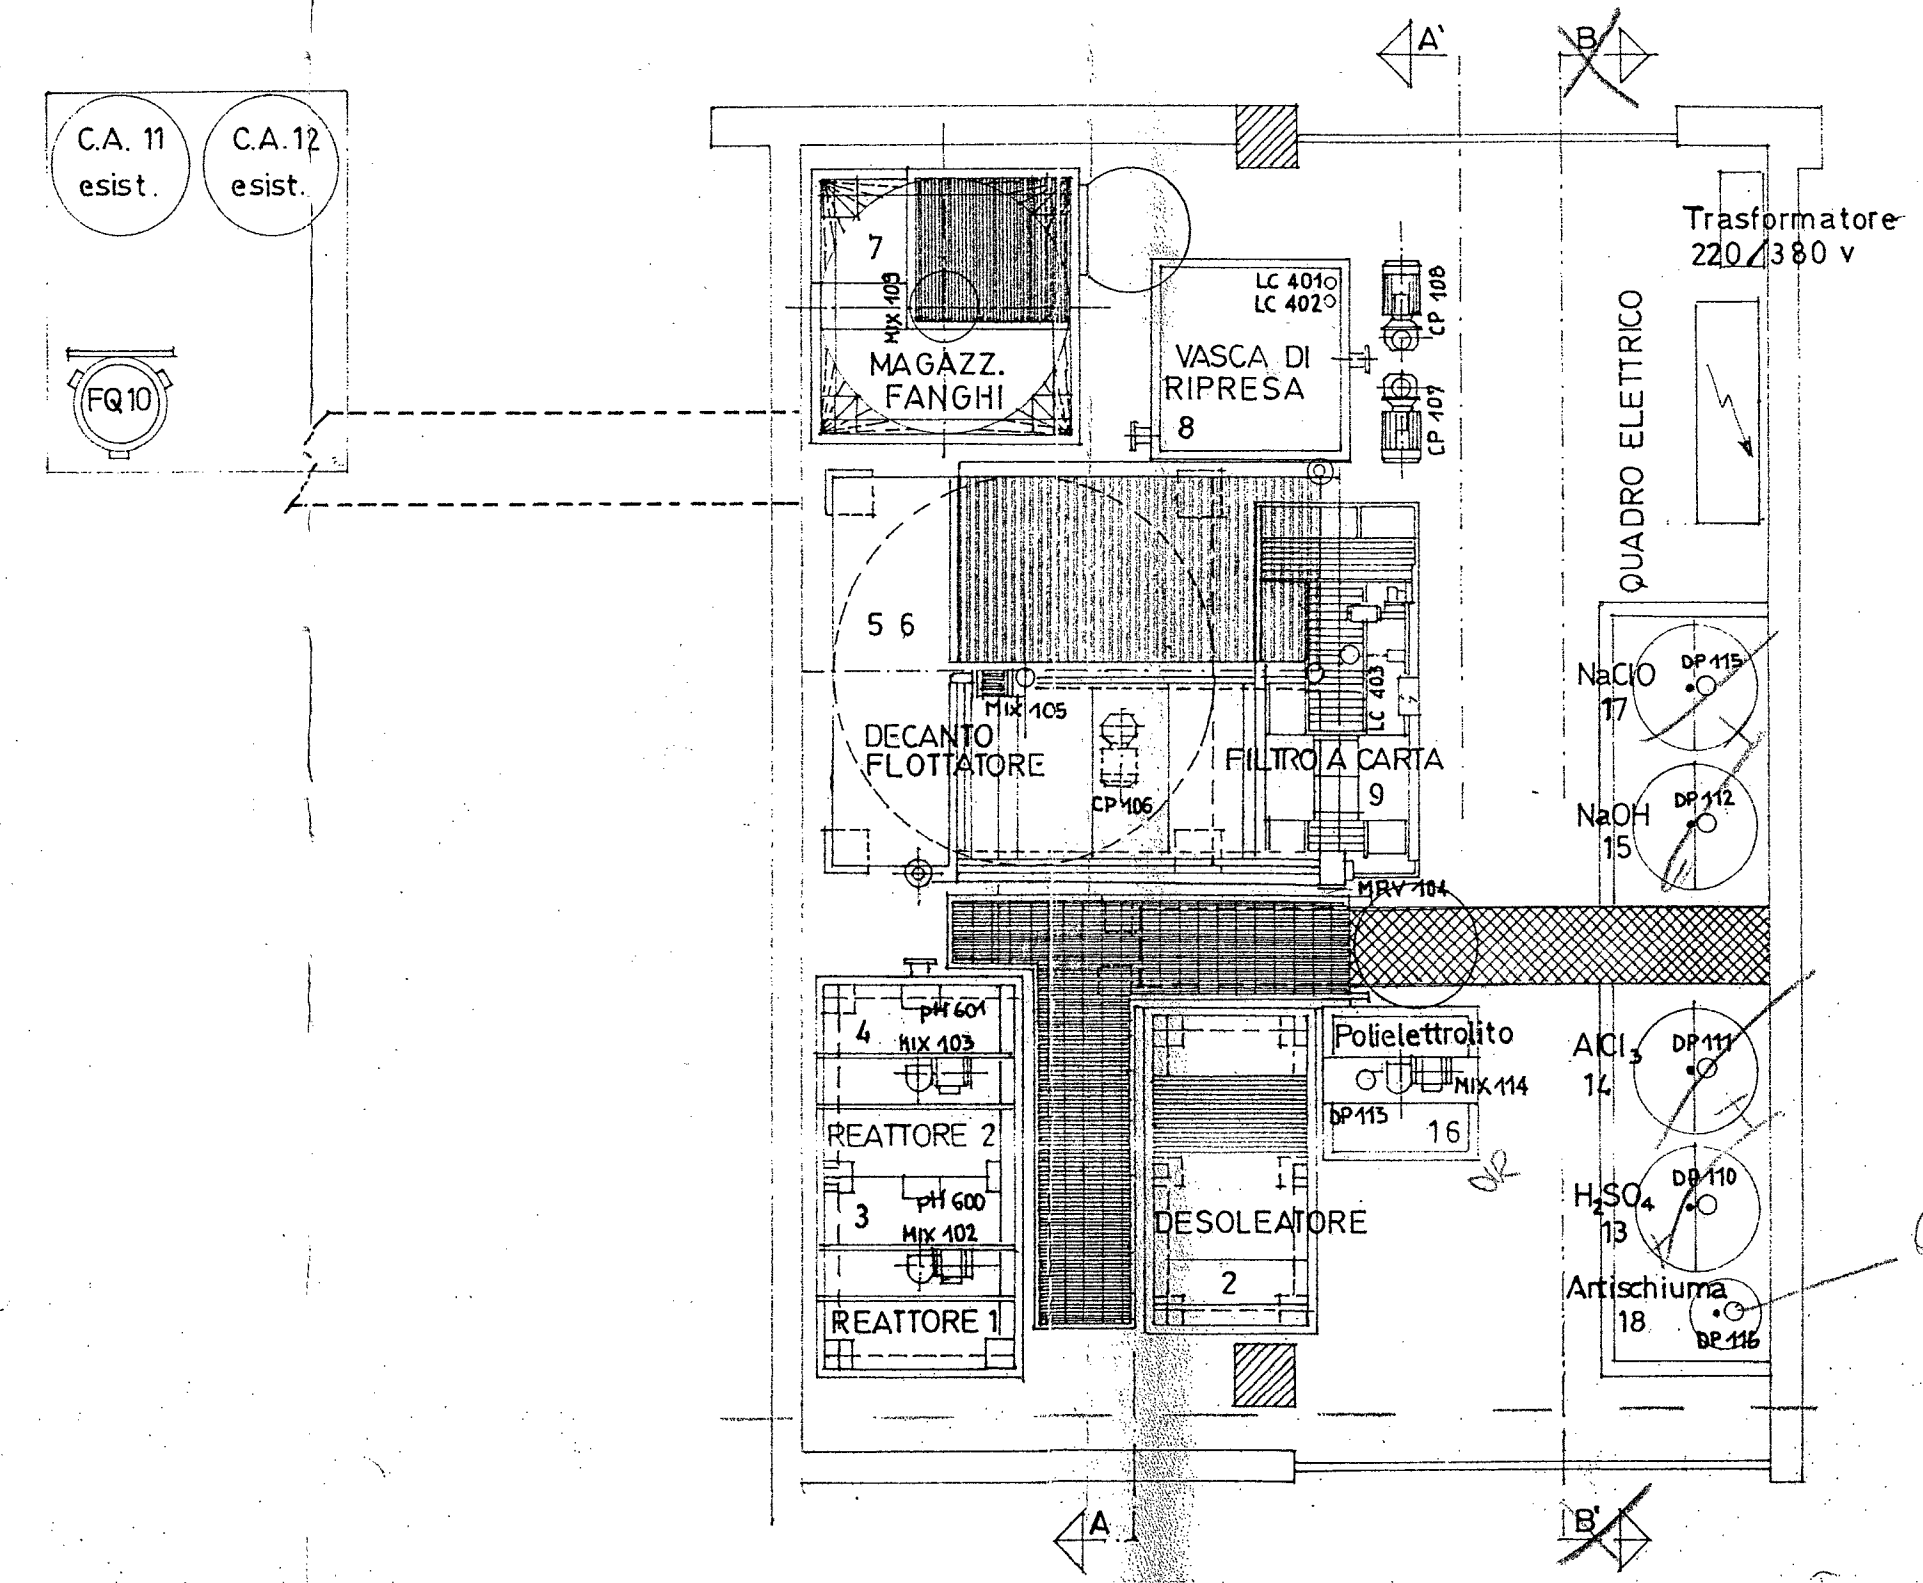 A'
B
C.A. 11
esist.
C.A. 12
esist.
FQ10
7
MIX 109
MAGAZZ.
FANGHI
LC 401
LC 402
VASCA DI
RIPRESA
8
CP 108
CP 107
Trasformatore
220/380 v
QUADRO ELETTRICO
5 6
MIX 105
DECANTO
FLOTTATORE
CP 106
LC 403
FILTRO A CARTA
9
NaClO
17
DP 115
NaOH
15
DP 112
MRV 104
4
pH 601
MIX 103
REATTORE 2
3
pH 600
MIX 102
REATTORE 1
DESOLEATORE
2
Polielettrolito
MIX 114
DP 113
16
AlCl3
14
DP 111
H2SO4
13
DP 110
Antischiuma
18
DP 116
A
B'